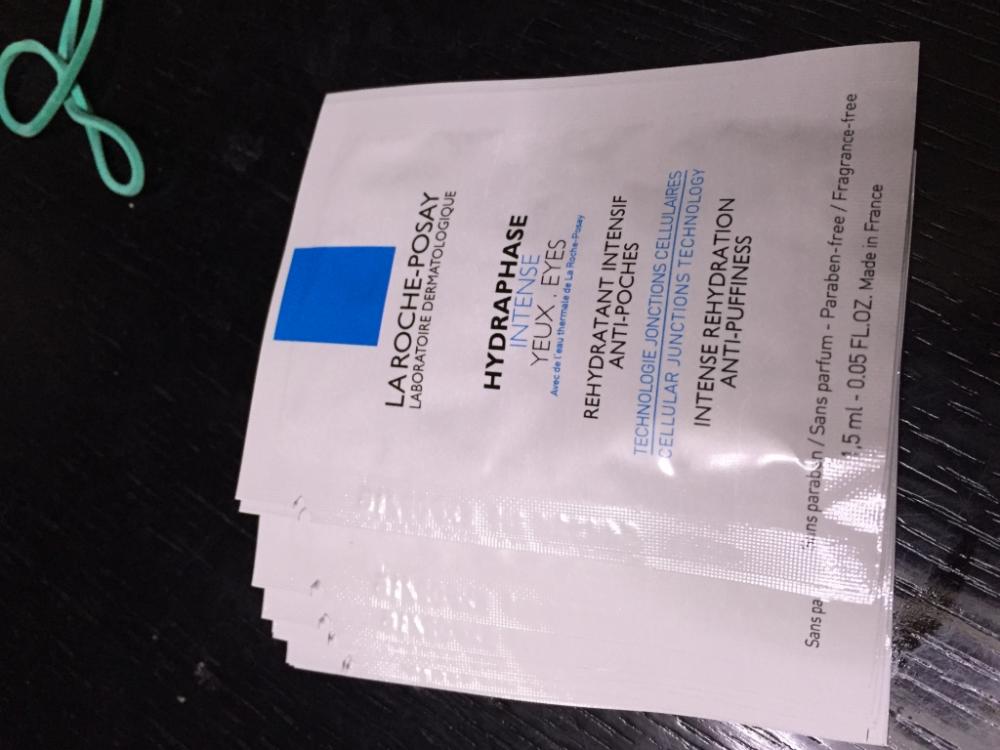 LA ROCHE-POSAY
LABORATOIRE DERMATOLOGIQUE
HYDRAPHASE
INTENSE
YEUX . EYES
Avec de l'eau thermale de La Roche-Posay
REHYDRATANT INTENSIF
ANTI-POCHES
TECHNOLOGIE JONCTIONS CELLULAIRES
CELLULAR JUNCTIONS TECHNOLOGY
INTENSE REHYDRATION
ANTI-PUFFINESS
Sans paraben / Sans parfum - Paraben-free / Fragrance-free
1,5 ml - 0.05 FL.OZ. Made in France
Sans pa